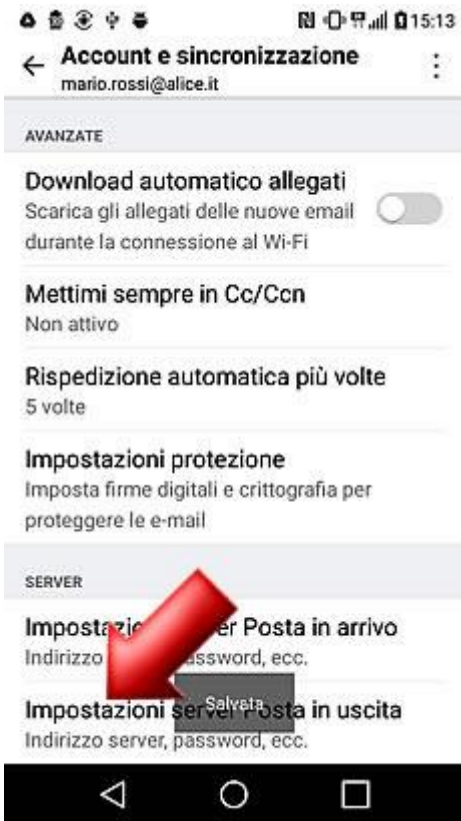 15:13
Account e sincronizzazione
mario.rossi@alice.it
AVANZATE
Download automatico allegati
Scarica gli allegati delle nuove email
durante la connessione al Wi-Fi
Mettimi sempre in Cc/Ccn
Non attivo
Rispedizione automatica più volte
5 volte
Impostazioni protezione
Imposta firme digitali e crittografia per
proteggere le e-mail
SERVER
Posta in arrivo
Indirizzo password, ecc.
Impostazioni server Posta in uscita
Salvata
Indirizzo server, password, ecc.